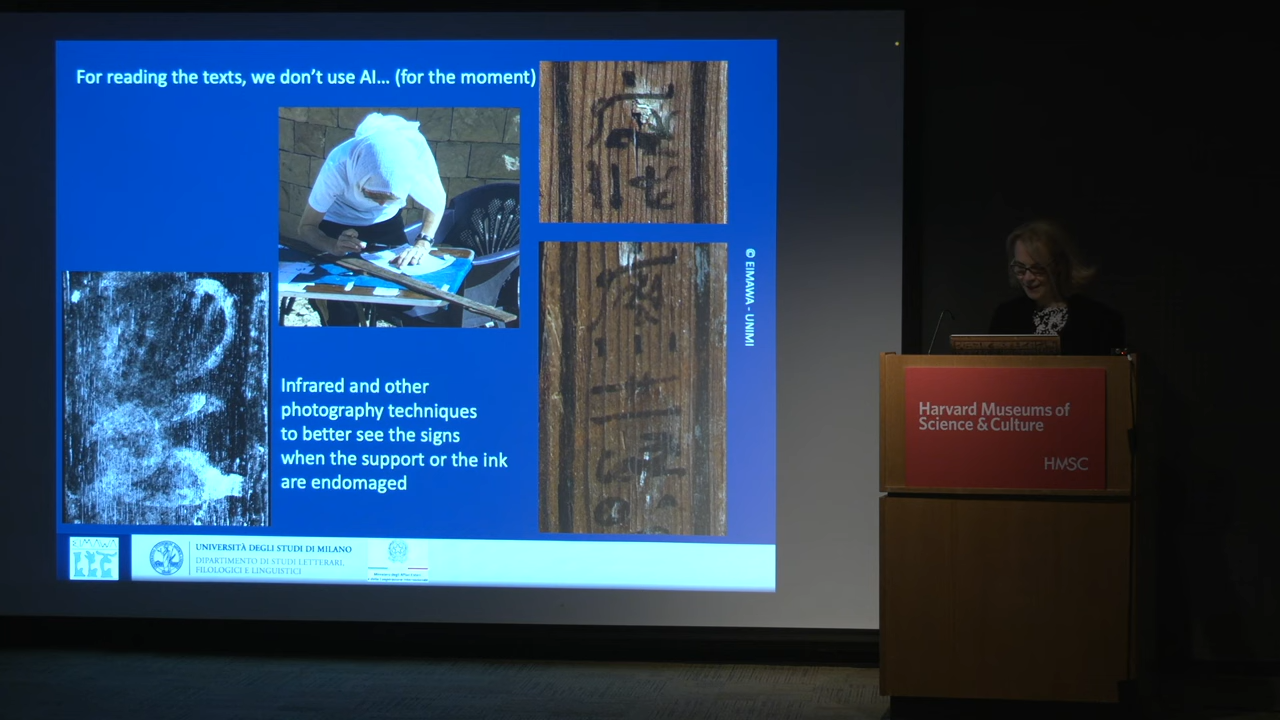 For reading the texts, we don't use AI... (for the moment)
© EIMAWA - UNIMI
Infrared and other
photography techniques
to better see the signs
when the support or the ink
are endomaged
EIMAWA
UNIVERSITÀ DEGLI STUDI DI MILANO
DIPARTIMENTO DI STUDI LETTERARI,
FILOLOGICI E LINGUISTICI
Harvard Museums of
Science & Culture
HMSC